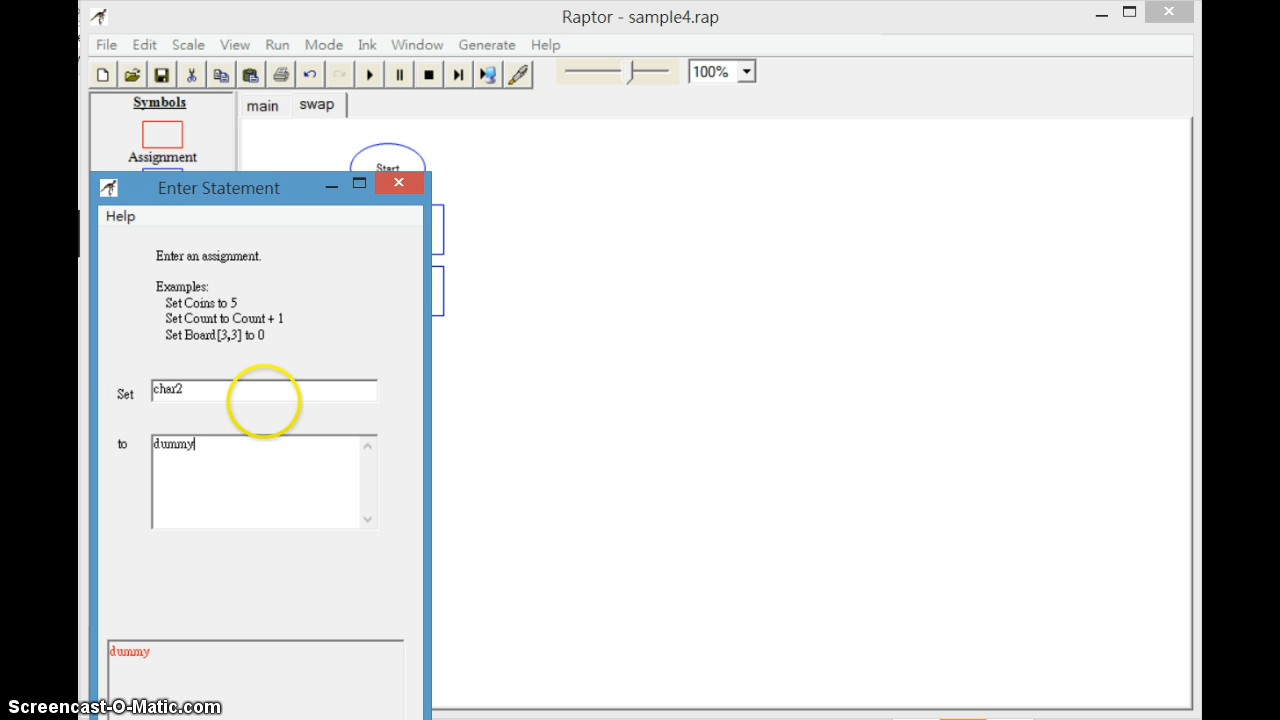 Raptor - sample4.rap
File Edit Scale View Run Mode Ink Window Generate Help
100%
Symbols
main swap
Assignment
Start
Enter Statement
Help
Enter an assignment.
Examples:
Set Coins to 5
Set Count to Count + 1
Set Board[3,3] to 0
Set char2
to dummy
dummy
Screencast-O-Matic.com